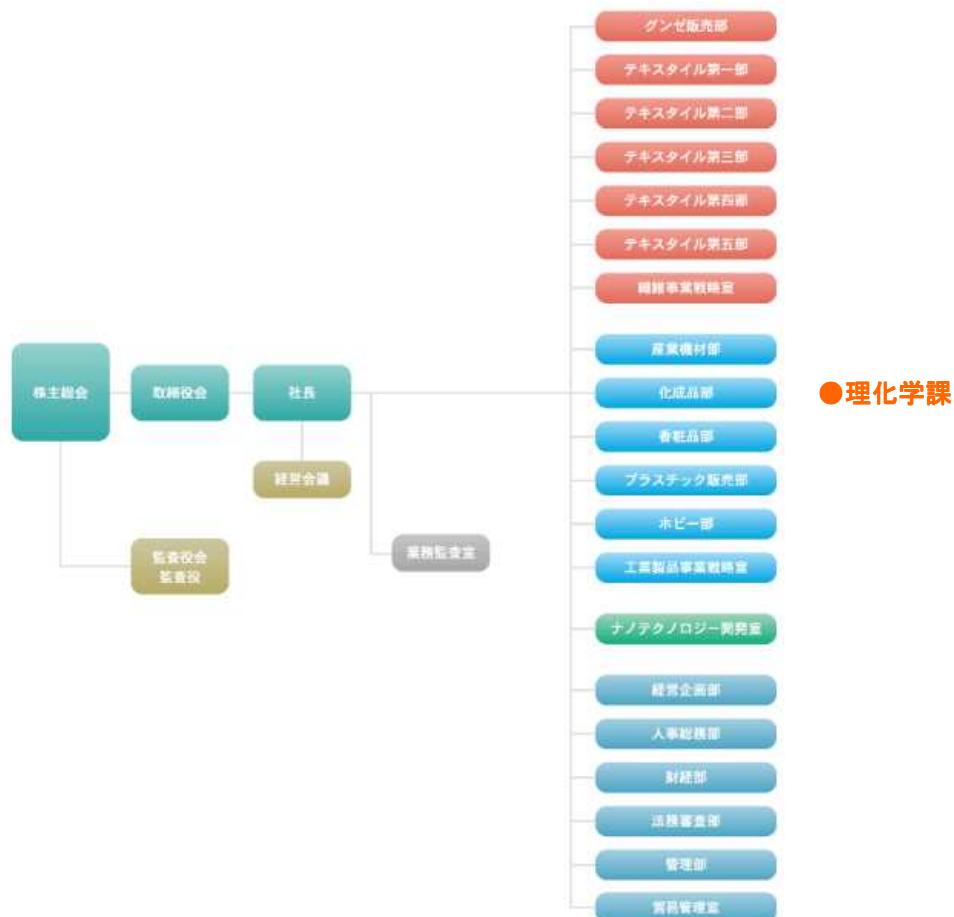 グンゼ販売部
テキスタイル第一部
テキスタイル第二部
テキスタイル第三部
テキスタイル第四部
テキスタイル第五部
繊維事業戦略室
産業機材部
株主総会
取締役会
社長
化成品部
●理化学課
香粧品部
経営会議
プラスチック販売部
ホビー部
業務監査室
監査役会
監査役
工業製品事業戦略室
ナノテクノロジー開発室
経営企画部
人事総務部
財経部
法務審査部
管理部
貿易管理室